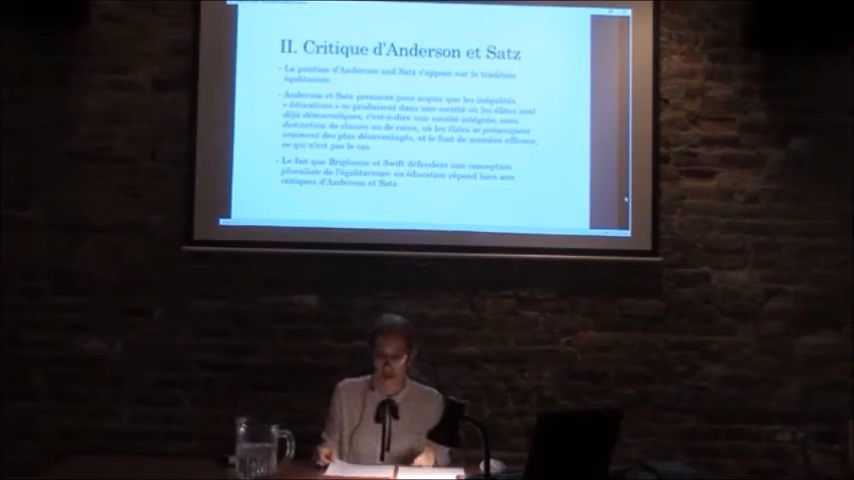 II. Critique d'Anderson et Satz
- La position d'Anderson and Satz s'appuie sur la tradition
égalitariste.
- Anderson et Satz prennent pour acquis que les inégalités
« éducatives » se produisent dans une société où les élites sont
déjà démocratiques, c'est-à-dire une société intégrée, sans
distinction de classes ou de races, où les élites se préoccupent
vraiment des plus désavantagés, et le font de manière efficace,
ce qui n'est pas le cas.
- Le fait que Brighouse et Swift défendent une conception
pluraliste de l'égalitarisme en éducation répond bien aux
critiques d'Anderson et Satz.